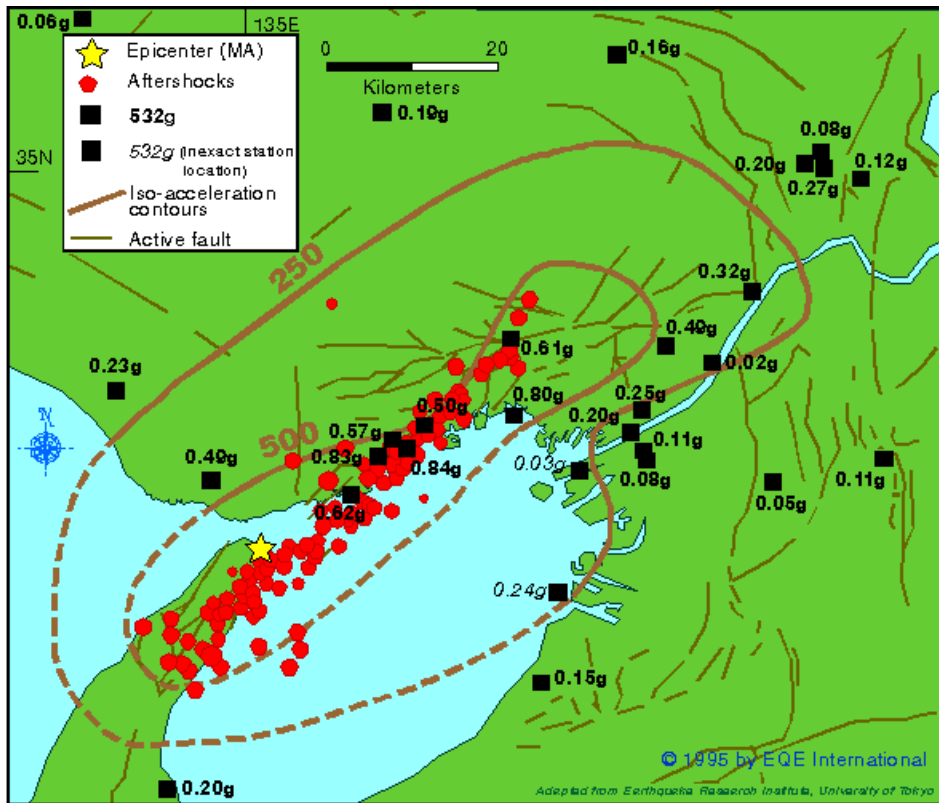 0.06g
135E
Epicenter (MA)
Aftershocks
532g
532g (Inexact station
location)
Iso-acceleration
contours
Active fault
0 20
Kilometers
0.16g
0.19g
35N
0.08g
0.20g
0.12g
0.27g
250
0.32g
0.49g
0.61g
0.02g
0.23g
0.80g
0.25g
0.50g
0.20g
0.57g
500
0.11g
0.83g
0.84g
0.03g
0.08g
0.49g
0.11g
0.05g
0.62g
N
0.24g
0.15g
0.20g
© 1995 by EQE International
Adapted from Earthquake Research Institute, University of Tokyo